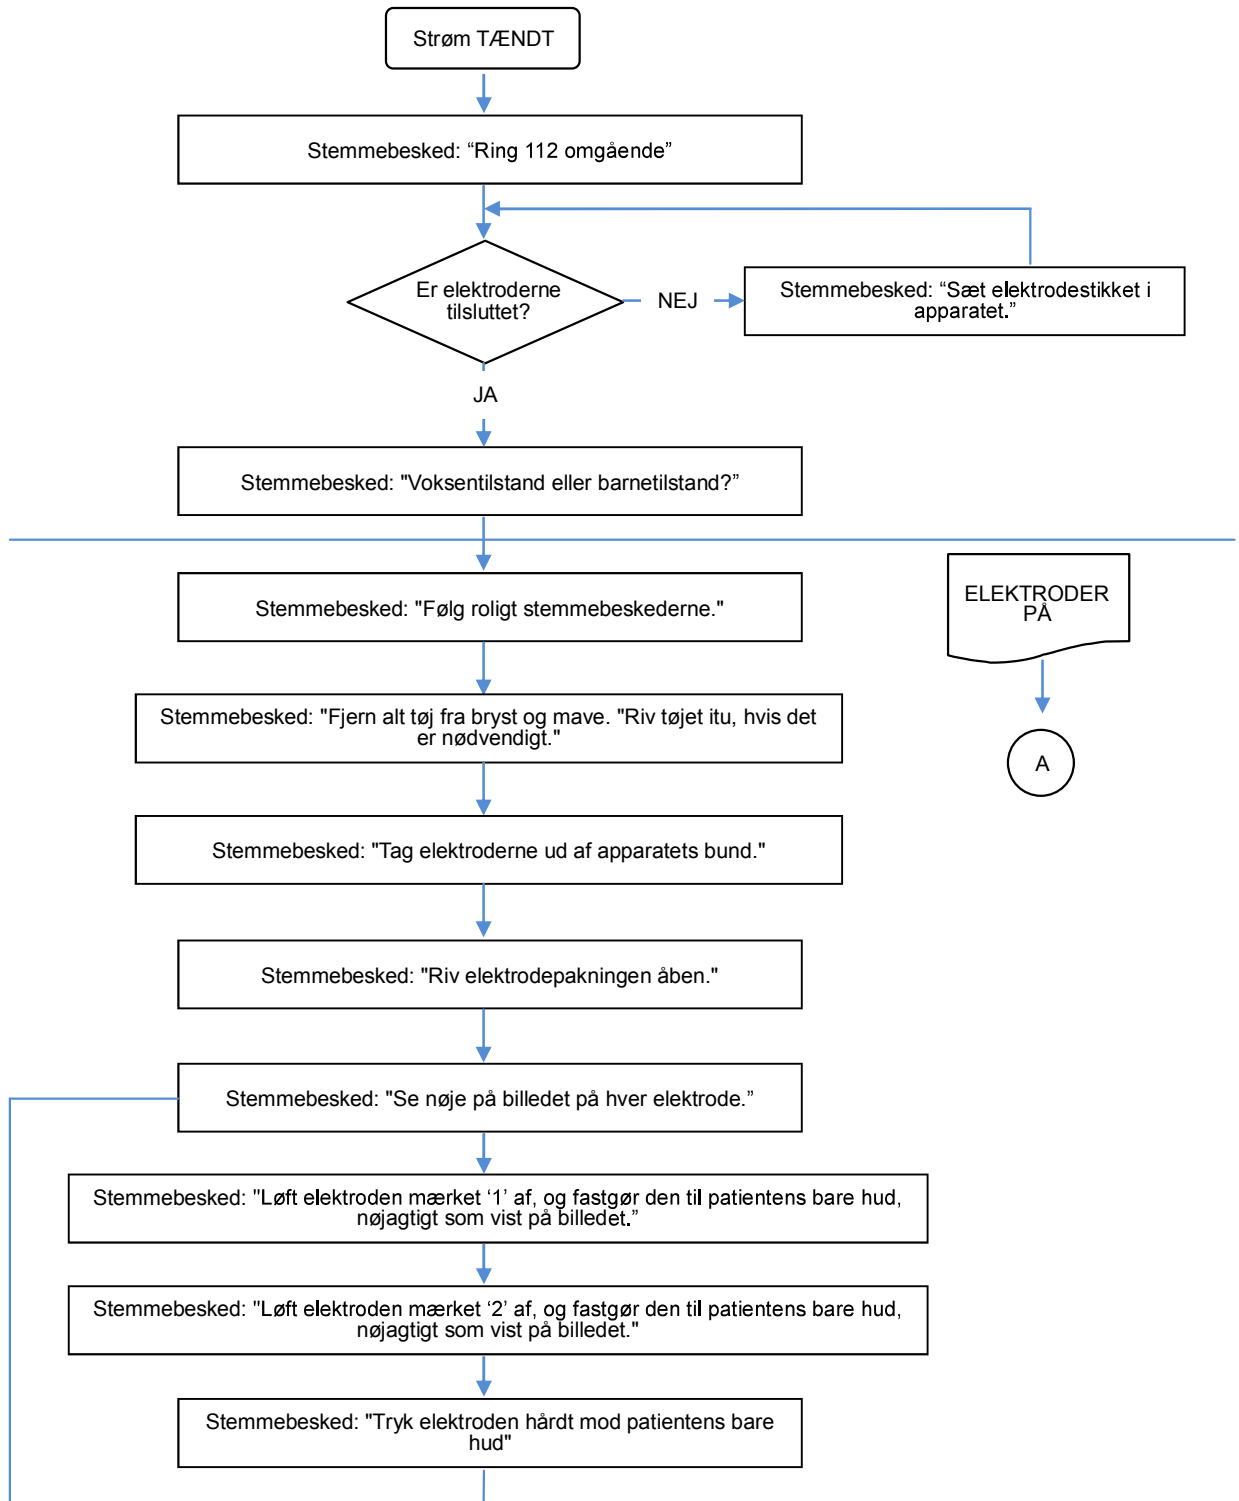 Strøm TÆNDT
Stemmebesked: “Ring 112 omgående”
Er elektroderne
tilsluttet?
NEJ
Stemmebesked: “Sæt elektrodestikket i
apparatet.”
JA
Stemmebesked: "Voksentilstand eller barnetilstand?”
Stemmebesked: "Følg roligt stemmebeskederne."
ELEKTRODER
PÅ
Stemmebesked: "Fjern alt tøj fra bryst og mave. "Riv tøjet itu, hvis det
er nødvendigt."
A
Stemmebesked: "Tag elektroderne ud af apparatets bund."
Stemmebesked: "Riv elektrodepakningen åben."
Stemmebesked: "Se nøje på billedet på hver elektrode.”
Stemmebesked: "Løft elektroden mærket ‘1’ af, og fastgør den til patientens bare hud,
nøjagtigt som vist på billedet.”
Stemmebesked: "Løft elektroden mærket ‘2’ af, og fastgør den til patientens bare hud,
nøjagtigt som vist på billedet."
Stemmebesked: "Tryk elektroden hårdt mod patientens bare
hud"